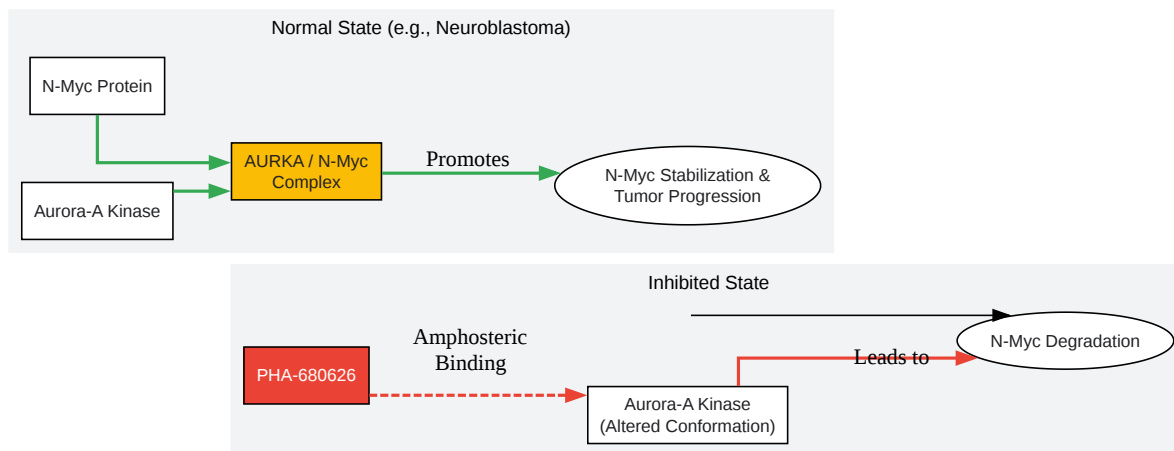 Normal State (e.g., Neuroblastoma)
N-Myc Protein
AURKA / N-Myc
Complex
Promotes
N-Myc Stabilization &
Tumor Progression
Aurora-A Kinase
Inhibited State
Amphosteric
Binding
N-Myc Degradation
Leads to
PHA-680626
Aurora-A Kinase
(Altered Conformation)